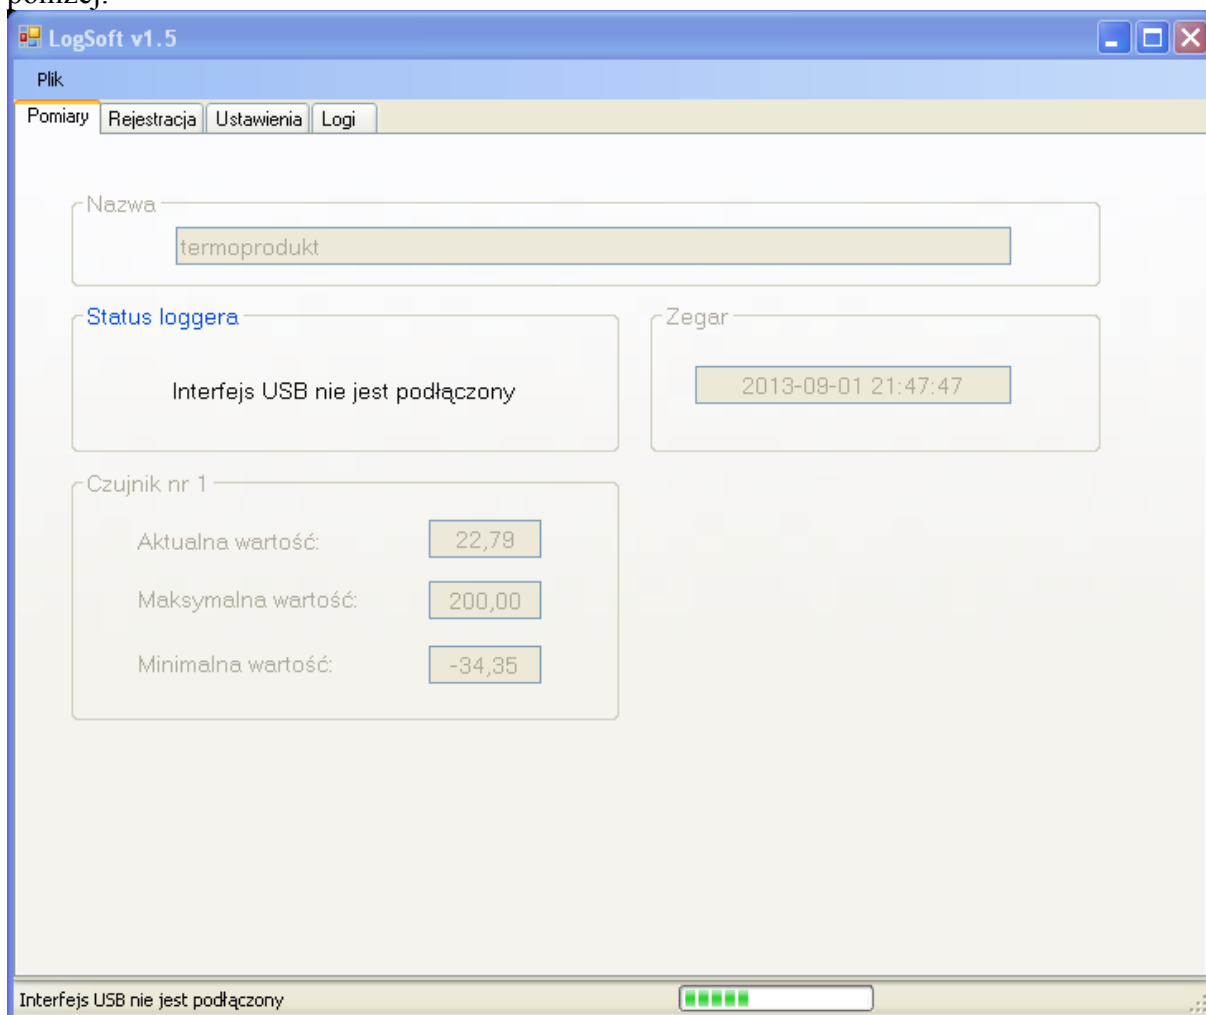 poniżej.
LogSoft v1.5
Plik
Pomiary Rejestracja Ustawienia Logi
Nazwa
termoprodukt
Status loggera
Interfejs USB nie jest podłączony
Zegar
2013-09-01 21:47:47
Czujnik nr 1
Aktualna wartość: 22,79
Maksymalna wartość: 200,00
Minimalna wartość: -34,35
Interfejs USB nie jest podłączony